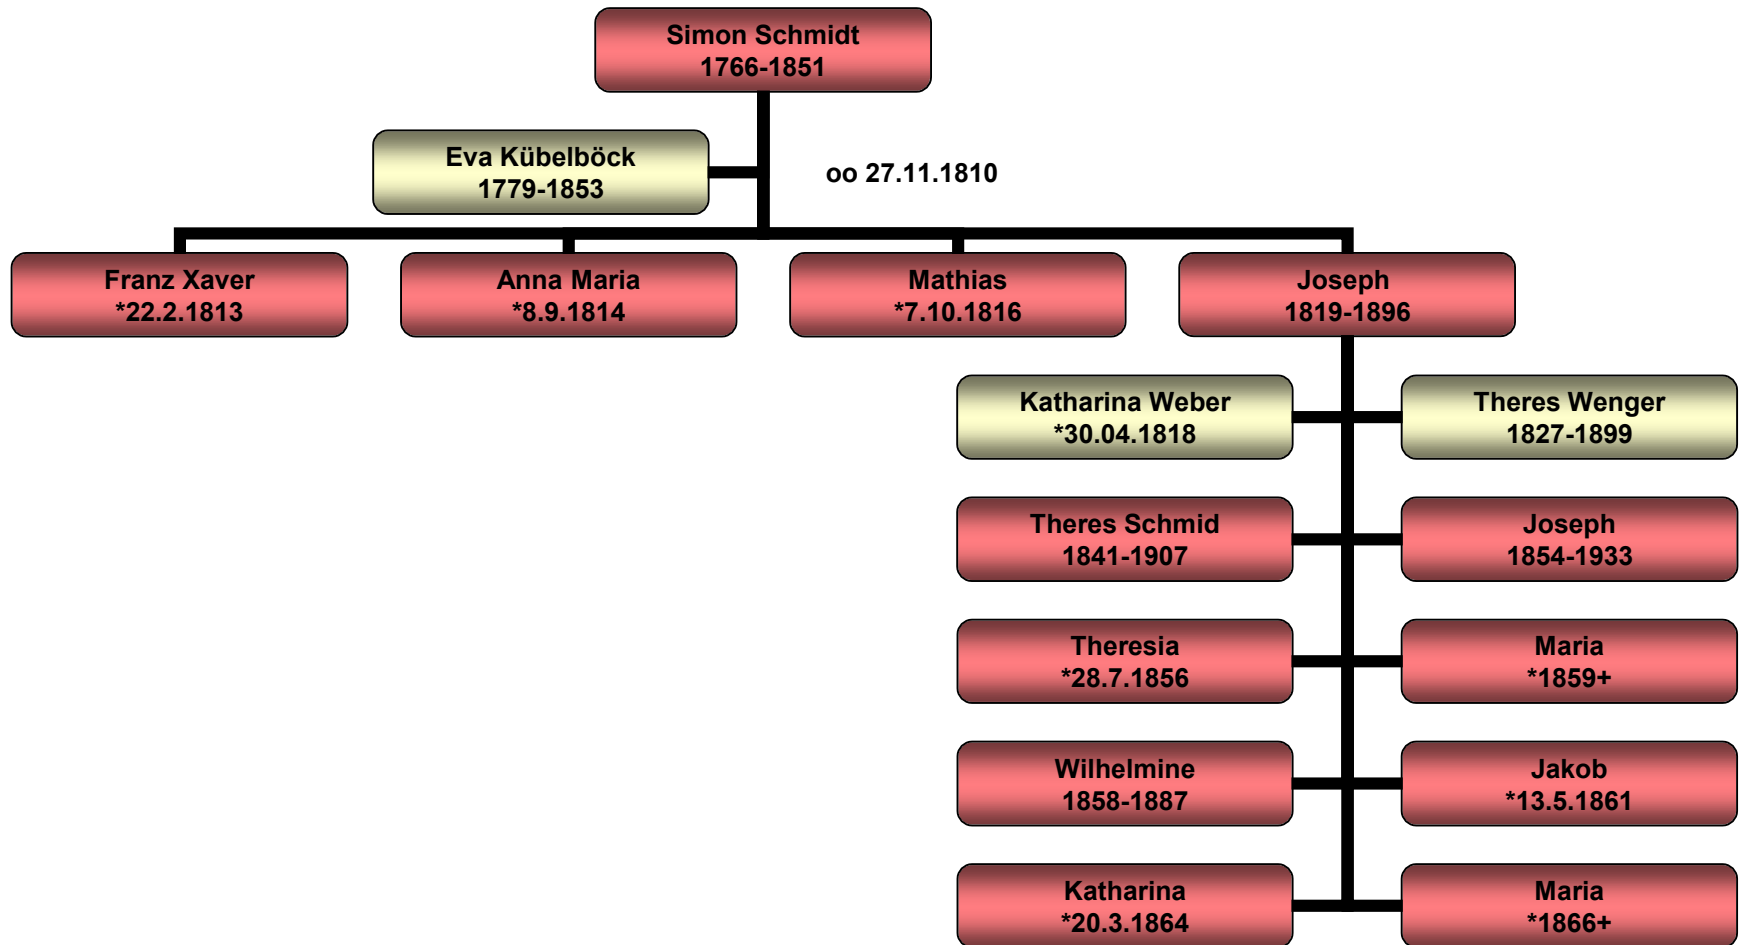 Simon Schmidt
1766-1851
Eva Kübelböck
1779-1853
oo 27.11.1810
Franz Xaver
*22.2.1813
Anna Maria
*8.9.1814
Mathias
*7.10.1816
Joseph
1819-1896
Katharina Weber
*30.04.1818
Theres Wenger
1827-1899
Theres Schmid
1841-1907
Joseph
1854-1933
Theresia
*28.7.1856
Maria
*1859+
Wilhelmine
1858-1887
Jakob
*13.5.1861
Katharina
*20.3.1864
Maria
*1866+